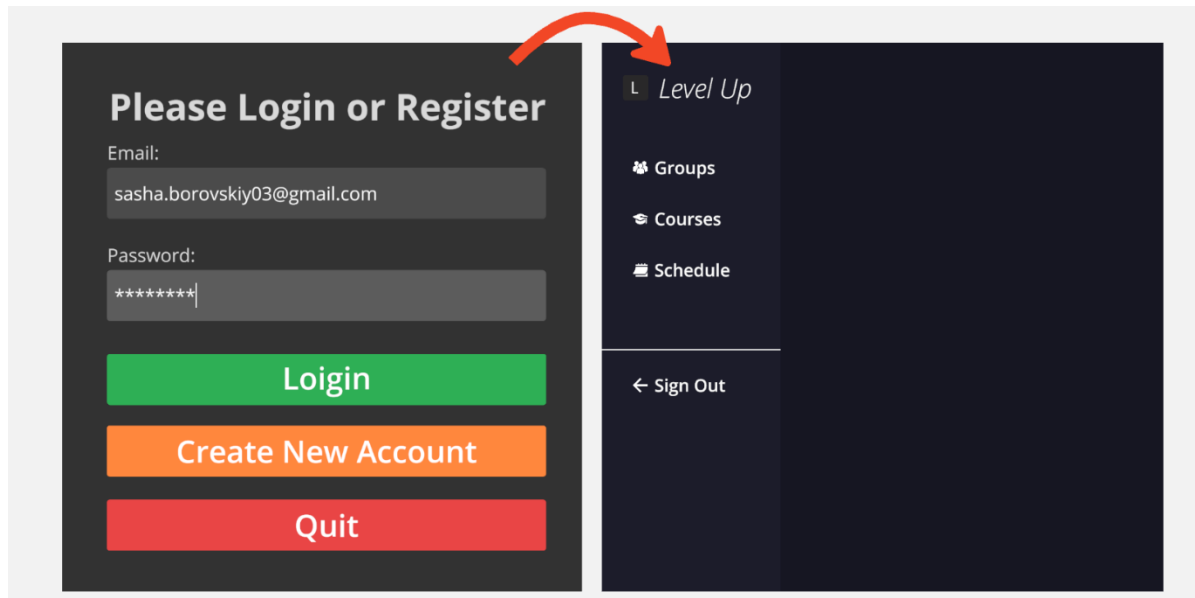 Please Login or Register
Email:
sasha.borovskiy03@gmail.com
Password:
********
Loigin
Create New Account
Quit
L Level Up
Groups
Courses
Schedule
← Sign Out